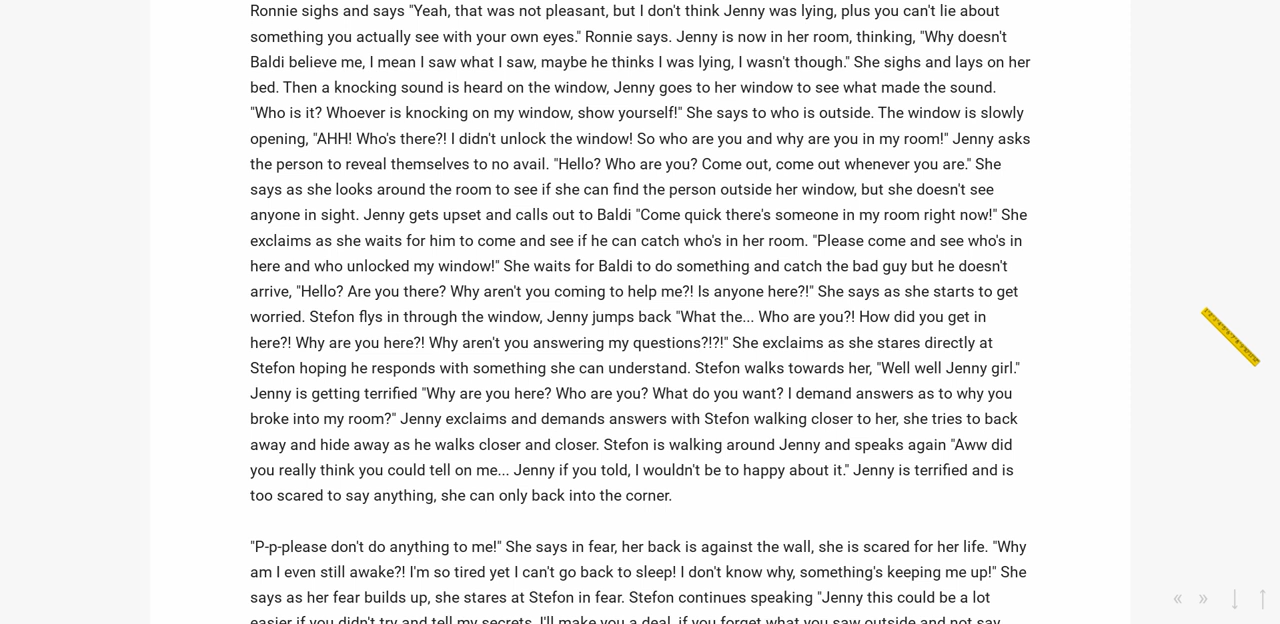 Ronnie sighs and says "Yeah, that was not pleasant, but I don't think Jenny was lying, plus you can't lie about
something you actually see with your own eyes." Ronnie says. Jenny is now in her room, thinking, "Why doesn't
Baldi believe me, I mean I saw what I saw, maybe he thinks I was lying, I wasn't though." She sighs and lays on her
bed. Then a knocking sound is heard on the window, Jenny goes to her window to see what made the sound.
"Who is it? Whoever is knocking on my window, show yourself!" She says to who is outside. The window is slowly
opening, "AHH! Who's there?! I didn't unlock the window! So who are you and why are you in my room!" Jenny asks
the person to reveal themselves to no avail. "Hello? Who are you? Come out, come out whenever you are." She
says as she looks around the room to see if she can find the person outside her window, but she doesn't see
anyone in sight. Jenny gets upset and calls out to Baldi "Come quick there's someone in my room right now!" She
exclaims as she waits for him to come and see if he can catch who's in her room. "Please come and see who's in
here and who unlocked my window!" She waits for Baldi to do something and catch the bad guy but he doesn't
arrive, "Hello? Are you there? Why aren't you coming to help me?! Is anyone here?!" She says as she starts to get
worried. Stefon flys in through the window, Jenny jumps back "What the... Who are you?! How did you get in
here?! Why are you here?! Why aren't you answering my questions?!?!" She exclaims as she stares directly at
Stefon hoping he responds with something she can understand. Stefon walks towards her, "Well well Jenny girl."
Jenny is getting terrified "Why are you here? Who are you? What do you want? I demand answers as to why you
broke into my room?" Jenny exclaims and demands answers with Stefon walking closer to her, she tries to back
away and hide away as he walks closer and closer. Stefon is walking around Jenny and speaks again "Aww did
you really think you could tell on me... Jenny if you told, I wouldn't be to happy about it." Jenny is terrified and is
too scared to say anything, she can only back into the corner.
"P-p-please don't do anything to me!" She says in fear, her back is against the wall, she is scared for her life. "Why
am I even still awake?! I'm so tired yet I can't go back to sleep! I don't know why, something's keeping me up!" She
says as her fear builds up, she stares at Stefon in fear. Stefon continues speaking "Jenny this could be a lot
easier if you didn't try and tell my secrets. I'll make you a deal, if you forget what you saw outside and not say